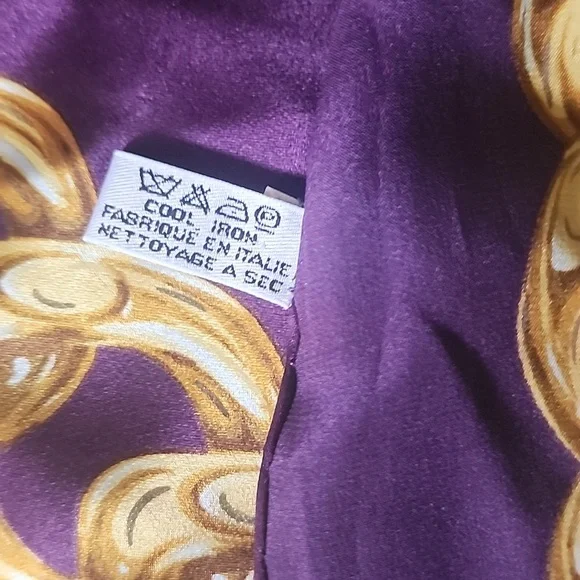 COOL IRON
FABRIQUE EN ITALIE
NETTOYAGE A SEC